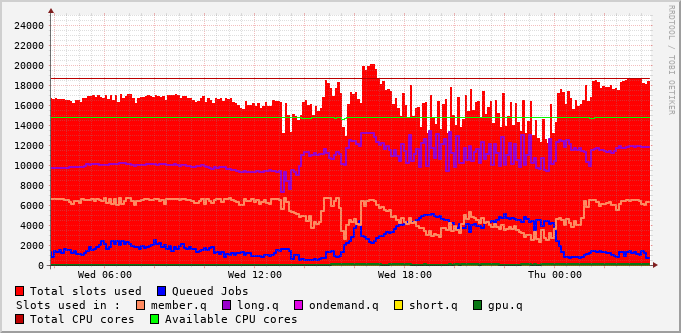 24000
22000
20000
18000
16000
14000
12000
10000
8000
6000
4000
2000
0
Wed 06:00 Wed 12:00 Wed 18:00 Thu 00:00
Total slots used Queued Jobs
Slots used in : member.q long.q ondemand.q short.q gpu.q
Total CPU cores Available CPU cores
RRDTOOL / TOBI OETIKER